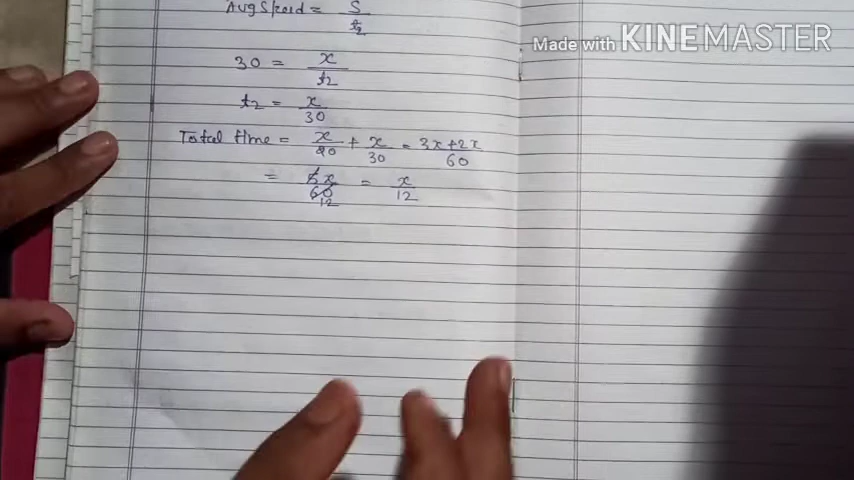 Avg Speed = S / t2
Made with KINEMASTER
30 = x / t2
t2 = x / 30
Total time = x / 20 + x / 30 = 3x+2x / 60
= 5x / 60 12 = x / 12